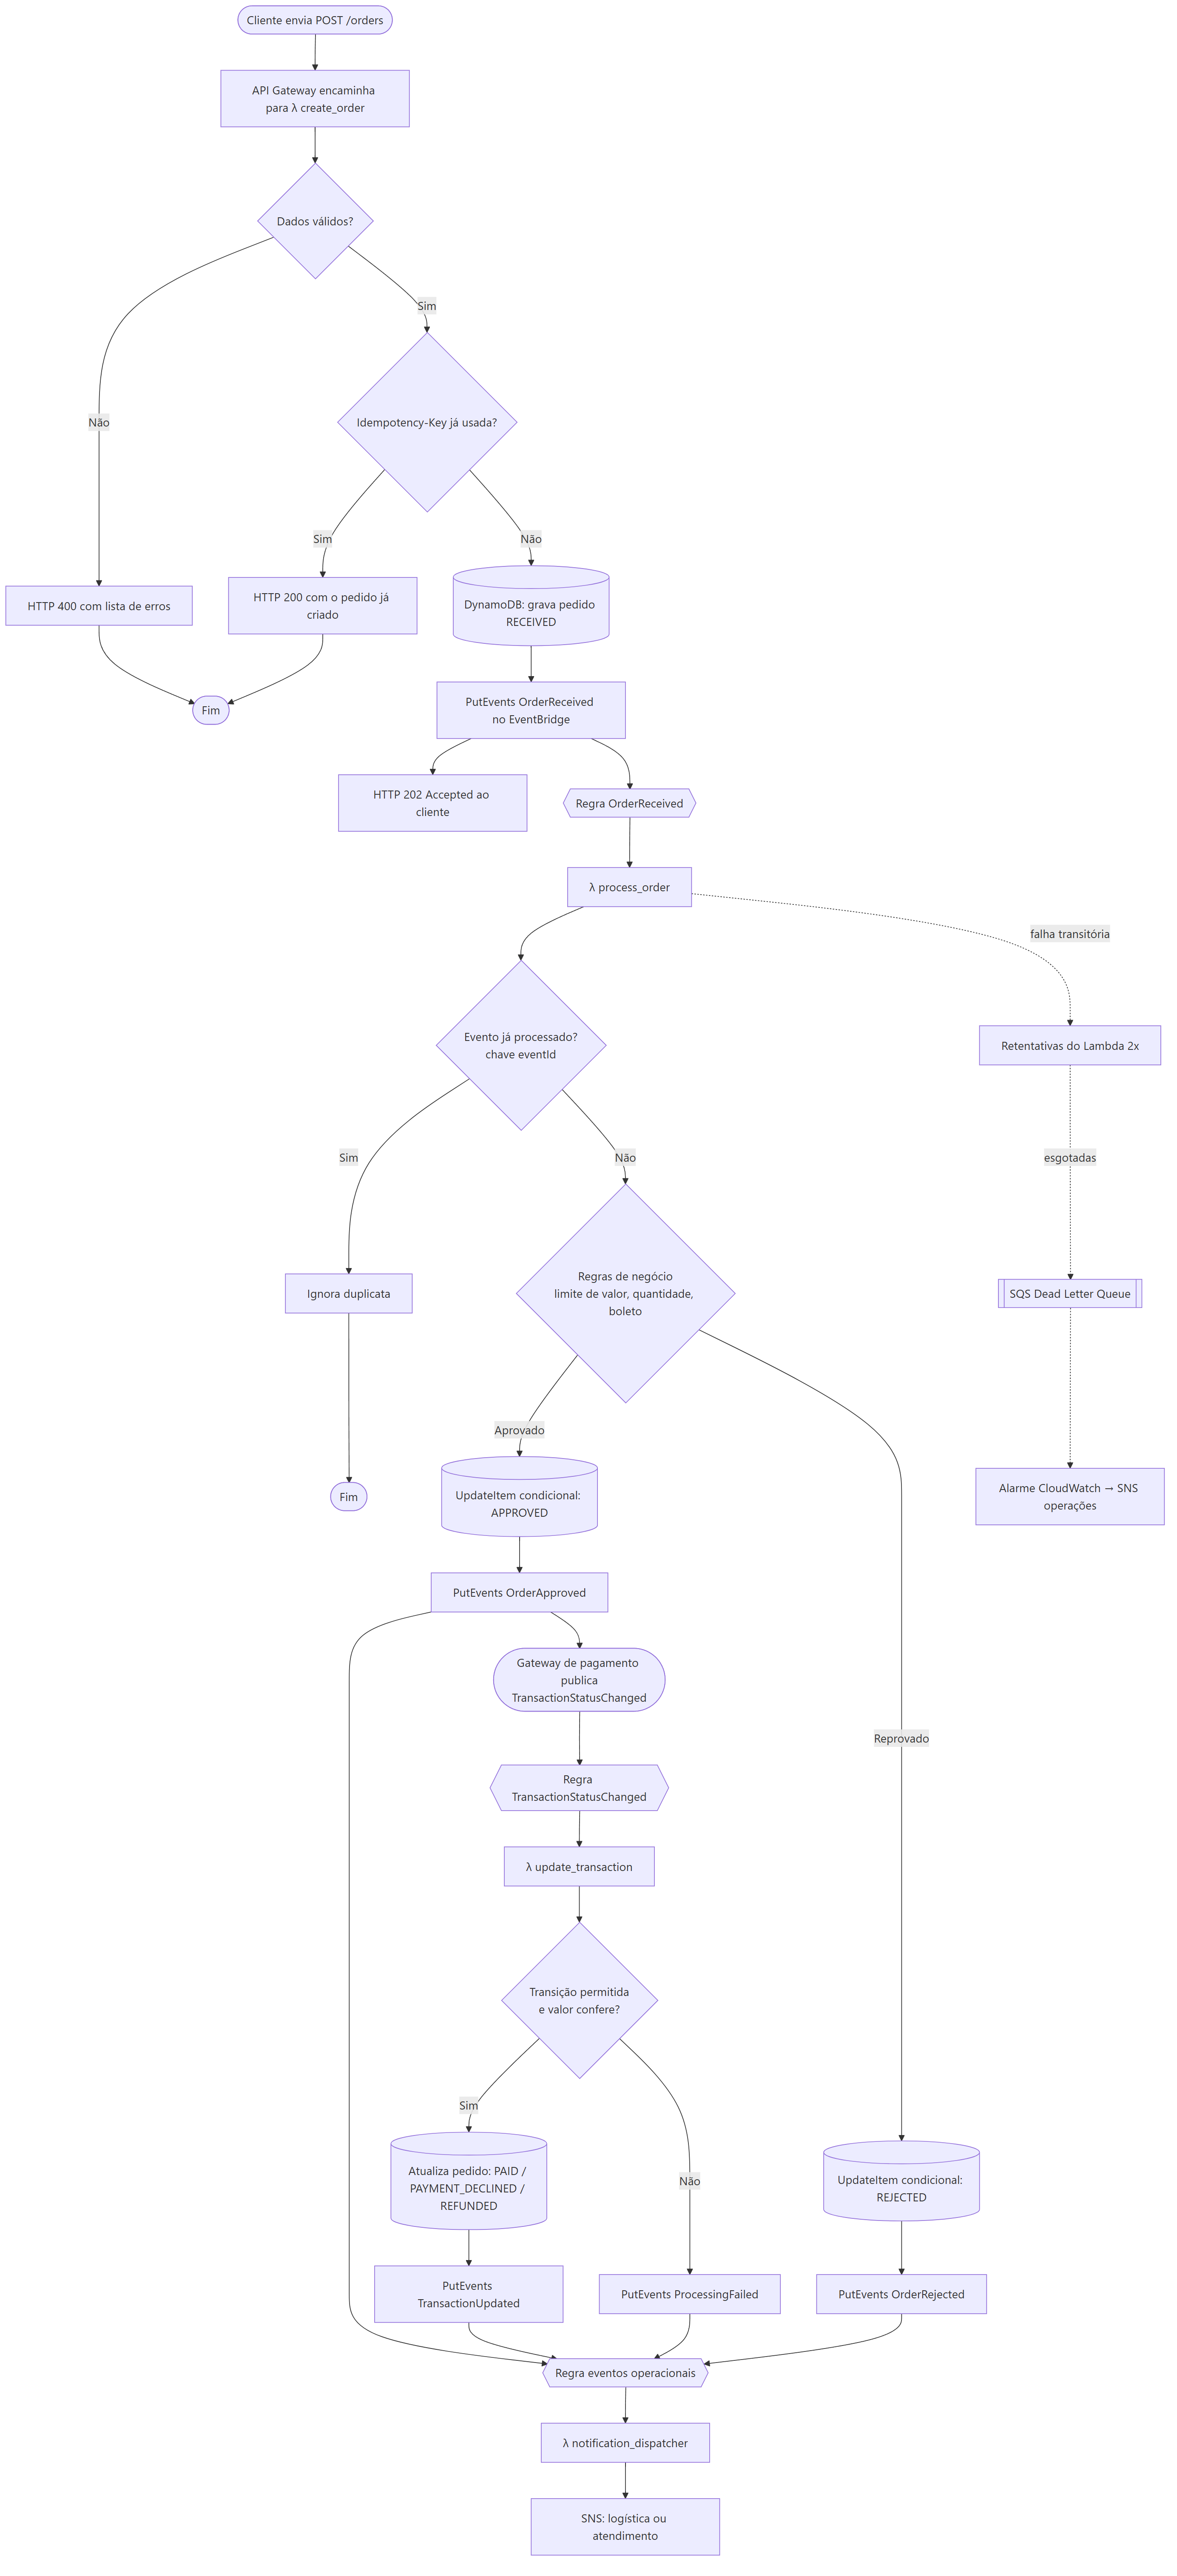 Cliente envia POST /orders
API Gateway encaminha
para λ create_order
Dados válidos?
Sim
Não
Idempotency-Key já usada?
Sim
Não
HTTP 400 com lista de erros
HTTP 200 com o pedido já
criado
DynamoDB: grava pedido
RECEIVED
Fim
PutEvents OrderReceived
no EventBridge
HTTP 202 Accepted ao
cliente
Regra OrderReceived
λ process_order
falha transitória
Evento já processado?
chave eventId
Retentativas do Lambda 2x
Sim
Não
esgotadas
Ignora duplicata
Regras de negócio
limite de valor, quantidade,
boleto
SQS Dead Letter Queue
Aprovado
Fim
UpdateItem condicional:
APPROVED
Alarme CloudWatch → SNS
operações
PutEvents OrderApproved
Gateway de pagamento
publica
TransactionStatusChanged
Reprovado
Regra
TransactionStatusChanged
λ update_transaction
Transição permitida
e valor confere?
Sim
Não
Atualiza pedido: PAID /
PAYMENT_DECLINED /
REFUNDED
UpdateItem condicional:
REJECTED
PutEvents
TransactionUpdated
PutEvents ProcessingFailed
PutEvents OrderRejected
Regra eventos operacionais
λ notification_dispatcher
SNS: logística ou
atendimento